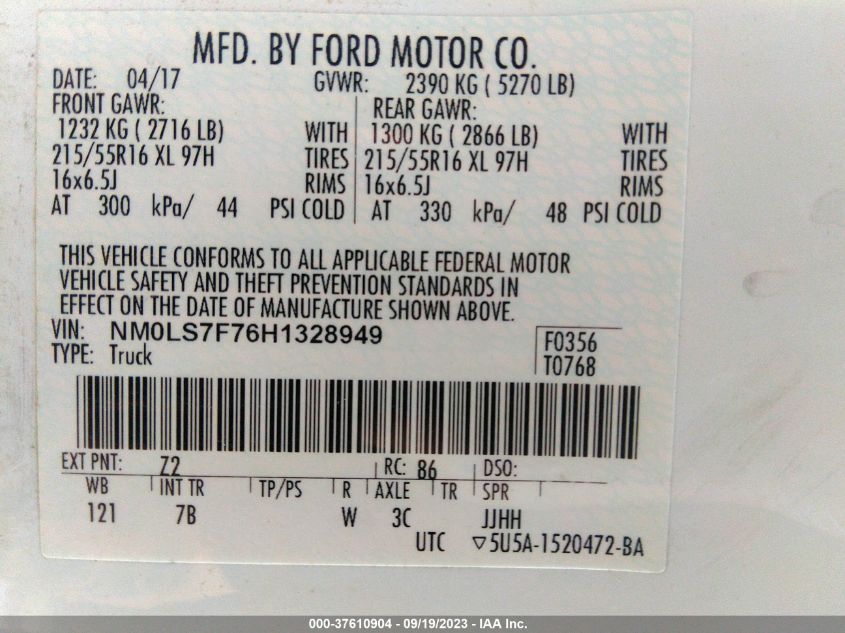 MFD. BY FORD MOTOR CO.
DATE: 04/17 GVWR: 2390 KG ( 5270 LB)
FRONT GAWR: REAR GAWR:
1232 KG ( 2716 LB) WITH 1300 KG ( 2866 LB) WITH
215/55R16 XL 97H TIRES 215/55R16 XL 97H TIRES
16x6.5J RIMS 16x6.5J RIMS
AT 300 kPa/ 44 PSI COLD AT 330 kPa/ 48 PSI COLD
THIS VEHICLE CONFORMS TO ALL APPLICABLE FEDERAL MOTOR
VEHICLE SAFETY AND THEFT PREVENTION STANDARDS IN
EFFECT ON THE DATE OF MANUFACTURE SHOWN ABOVE.
VIN: NM0LS7F76H1328949 F0356
TYPE: Truck T0768
EXT PNT: Z2 RC: 86 DSO:
WB INT TR TP/PS R AXLE TR SPR
121 7B W 3C JJHH
UTC ▽5U5A-1520472-BA
000-37610904 - 09/19/2023 - IAA Inc.